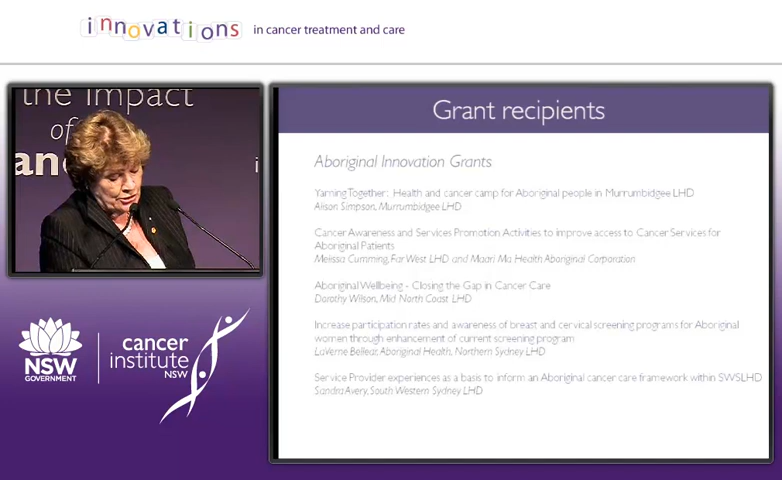 innovations in cancer treatment and care
the impact
of
an
i
NSW
GOVERNMENT
cancer
institute
NSW
Grant recipients
Aboriginal Innovation Grants
Yarning Together: Health and cancer camp for Aboriginal people in Murrumbidgee LHD
Alison Simpson, Murrumbidgee LHD
Cancer Awareness and Services Promotion Activities to improve access to Cancer Services for
Aboriginal Patients
Melissa Cumming, Far West LHD and Maari Ma Health Aboriginal Corporation
Aboriginal Wellbeing - Closing the Gap in Cancer Care
Dorothy Wilson, Mid North Coast LHD
Increase participation rates and awareness of breast and cervical screening programs for Aboriginal
women through enhancement of current screening program
LaVerne Bellear, Aboriginal Health, Northern Sydney LHD
Service Provider experiences as a basis to inform an Aboriginal cancer care framework within SWSLHD
Sandra Avery, South Western Sydney LHD